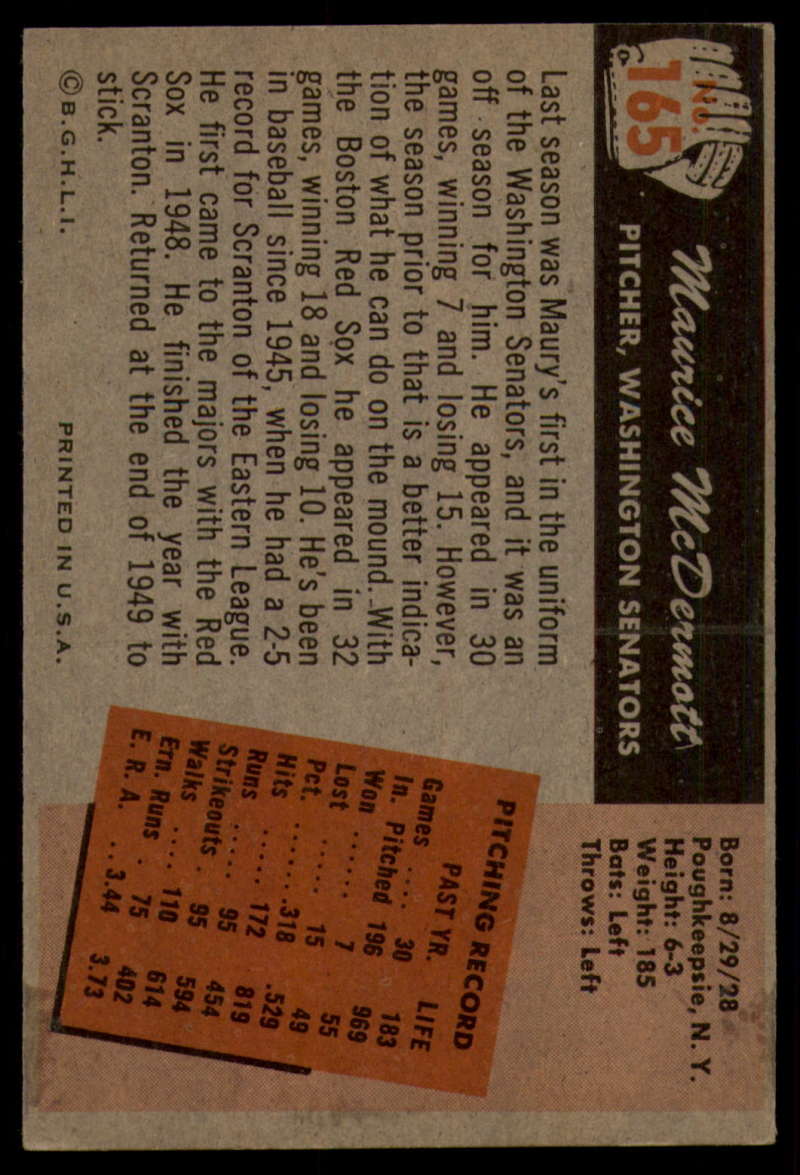 No.
165
Maurice McDermott
PITCHER, WASHINGTON SENATORS
Born: 8/29/28
Poughkeepsie, N. Y.
Height: 6-3
Weight: 185
Bats: Left
Throws: Left
Last season was Maury's first in the uniform
of the Washington Senators, and it was an
off season for him. He appeared in 30
games, winning 7 and losing 15. However,
the season prior to that is a better indica-
tion of what he can do on the mound. With
the Boston Red Sox he appeared in 32
games, winning 18 and losing 10. He's been
in baseball since 1945, when he had a 2-5
record for Scranton of the Eastern League.
He first came to the majors with the Red
Sox in 1948. He finished the year with
Scranton. Returned at the end of 1949 to
stick.
© B.G.H.L.I. PRINTED IN U.S.A.
PITCHING RECORD
PAST YR. LIFE
Games .... 30 183
In. Pitched 196 969
Won ...... 7 55
Lost ..... 15 49
Pct. .......318 .529
Hits ..... 172 819
Runs ..... 95 454
Strikeouts . 95 594
Walks .... 110 614
Ern. Runs . 75 402
E. R. A. ..3.44 3.73